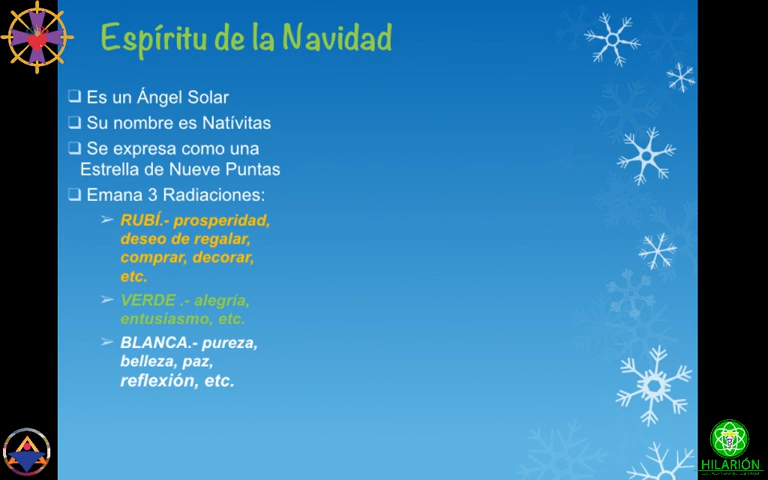 Espíritu de la Navidad
❑ Es un Ángel Solar
❑ Su nombre es Natívitas
❑ Se expresa como una
Estrella de Nueve Puntas
❑ Emana 3 Radiaciones:
➢ RUBÍ.- prosperidad,
deseo de regalar,
comprar, decorar,
etc.
➢ VERDE .- alegría,
entusiasmo, etc.
➢ BLANCA.- pureza,
belleza, paz,
reflexión, etc.
HILARIÓN